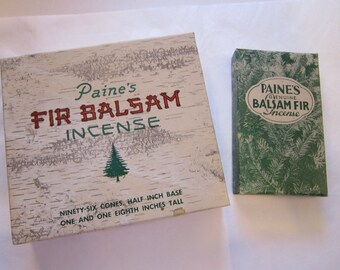 Paine's
FIR BALSAM
INCENSE
NINETY-SIX CONES, HALF INCH BASE
ONE AND ONE EIGHTH INCHES TALL
PAINE'S
GENUINE
BALSAM FIR
Incense